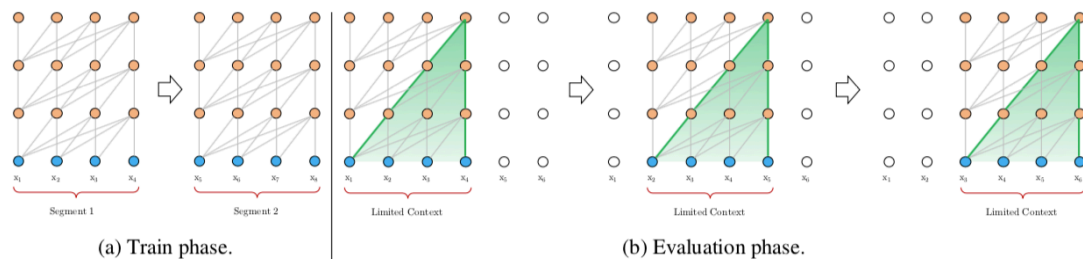 x₁ x₂ x₃ x₄
Segment 1
x₅ x₆ x₇ x₈
Segment 2
(a) Train phase.
x₁ x₂ x₃ x₄ x₅ x₆
Limited Context
x₁ x₂ x₃ x₄ x₅ x₆
Limited Context
x₁ x₂ x₃ x₄ x₅ x₆
Limited Context
(b) Evaluation phase.